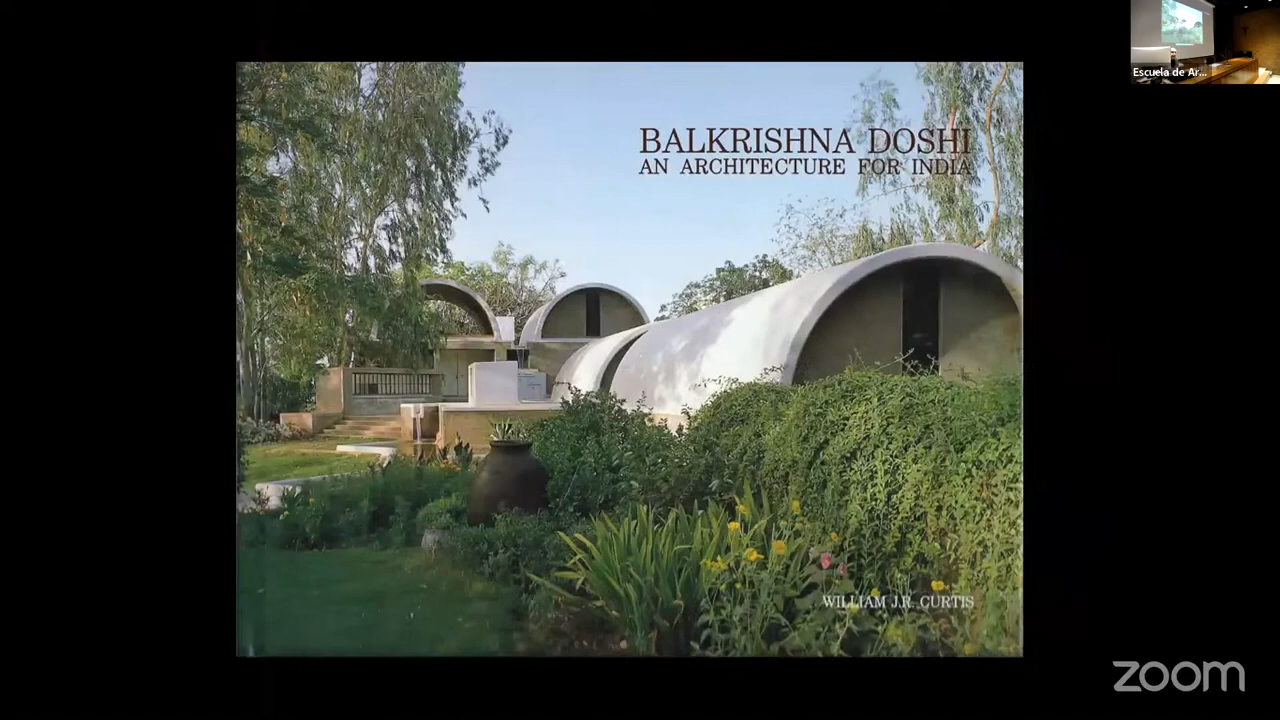 BALKRISHNA DOSHI
AN ARCHITECTURE FOR INDIA
WILLIAM J.R. CURTIS
Escuela de Ar...
zoom